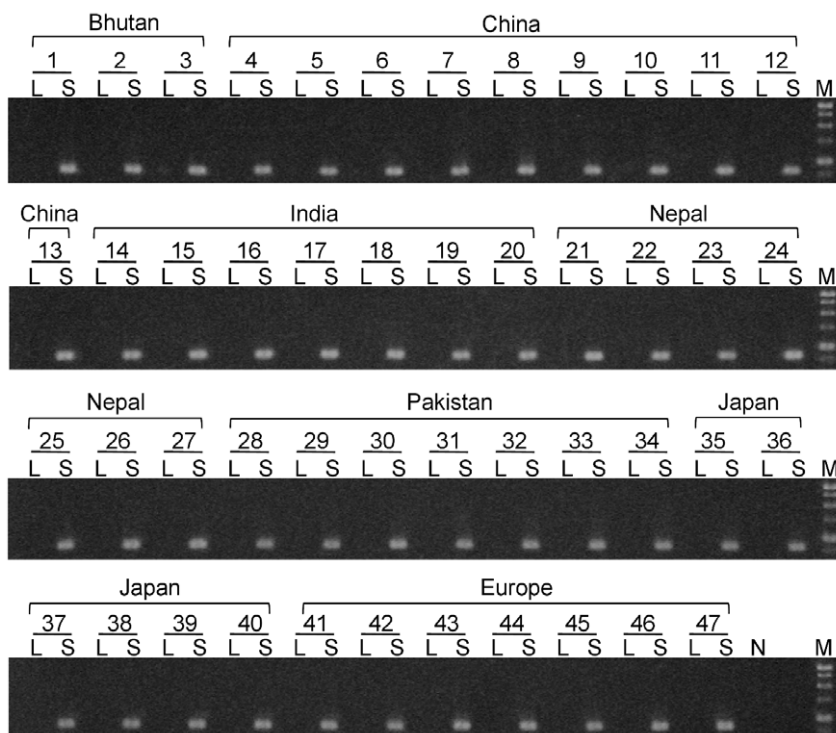 Bhutan China
1 2 3 4 5 6 7 8 9 10 11 12
L S L S L S L S L S L S L S L S L S L S L S L S M
China India Nepal
13 14 15 16 17 18 19 20 21 22 23 24
L S L S L S L S L S L S L S L S L S L S L S L S M
Nepal Pakistan Japan
25 26 27 28 29 30 31 32 33 34 35 36
L S L S L S L S L S L S L S L S L S L S L S L S M
Japan Europe
37 38 39 40 41 42 43 44 45 46 47
L S L S L S L S L S L S L S L S L S L S L S N M